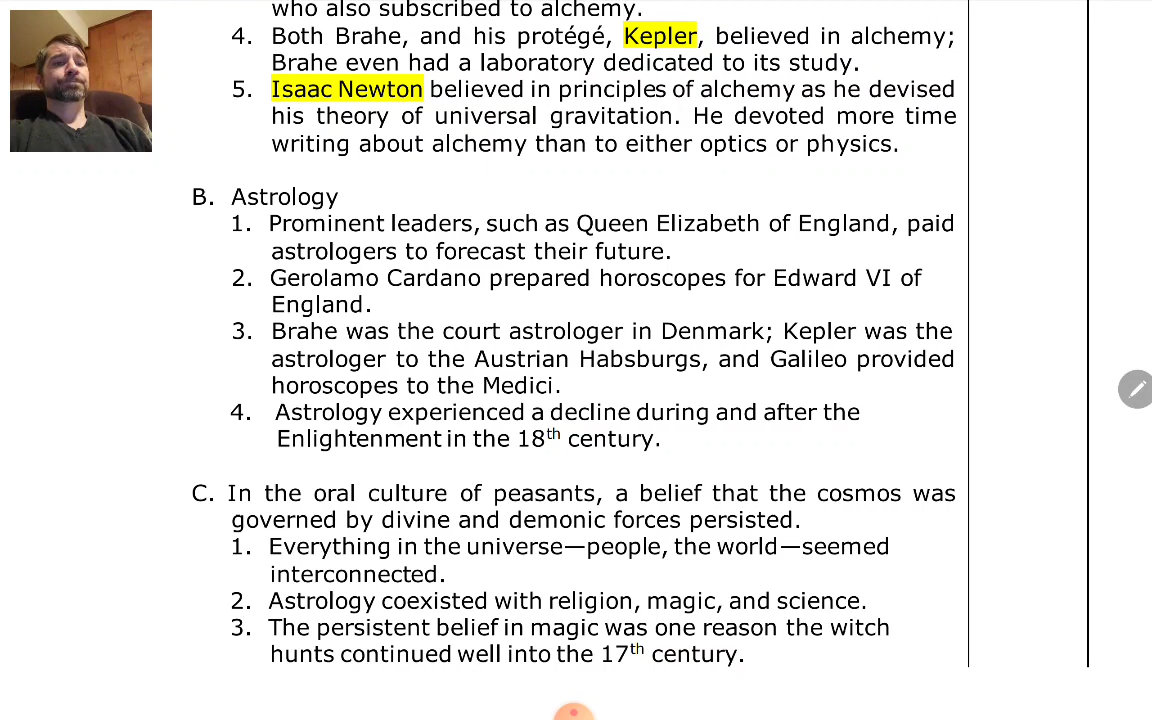 who also subscribed to alchemy.
4. Both Brahe, and his protégé, Kepler, believed in alchemy;
Brahe even had a laboratory dedicated to its study.
5. Isaac Newton believed in principles of alchemy as he devised
his theory of universal gravitation. He devoted more time
writing about alchemy than to either optics or physics.
B. Astrology
1. Prominent leaders, such as Queen Elizabeth of England, paid
astrologers to forecast their future.
2. Gerolamo Cardano prepared horoscopes for Edward VI of
England.
3. Brahe was the court astrologer in Denmark; Kepler was the
astrologer to the Austrian Habsburgs, and Galileo provided
horoscopes to the Medici.
4. Astrology experienced a decline during and after the
Enlightenment in the 18th century.
C. In the oral culture of peasants, a belief that the cosmos was
governed by divine and demonic forces persisted.
1. Everything in the universe—people, the world—seemed
interconnected.
2. Astrology coexisted with religion, magic, and science.
3. The persistent belief in magic was one reason the witch
hunts continued well into the 17th century.